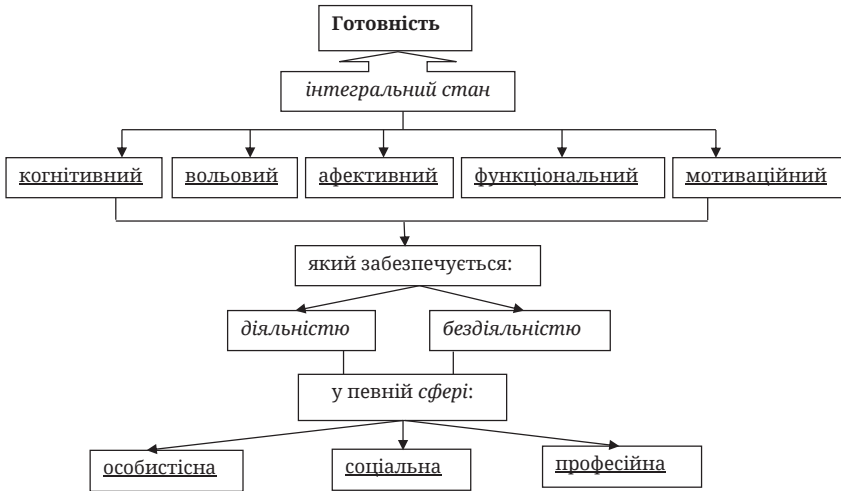 Готовність
інтегральний стан
когнітивний
вольовий
афективний
функціональний
мотиваційний
який забезпечується:
діяльністю
бездіяльністю
у певній сфері:
особистісна
соціальна
професійна